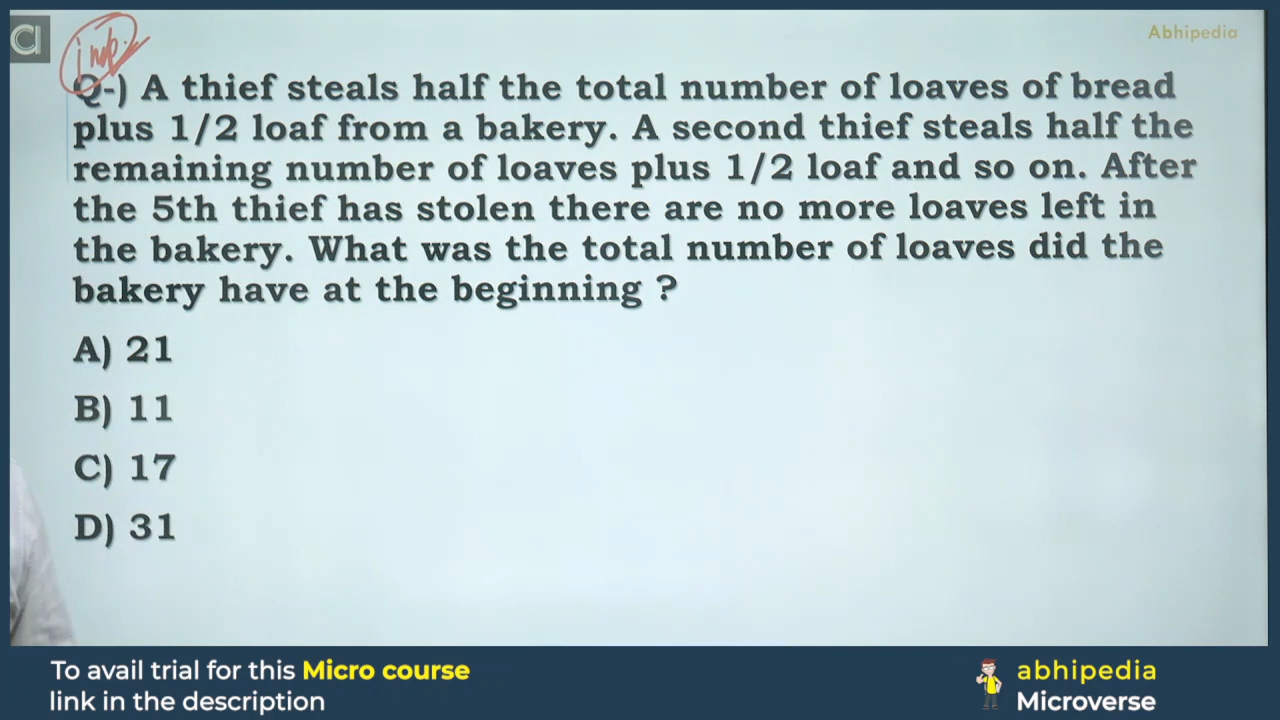 Abhipedia
imp.
Q-) A thief steals half the total number of loaves of bread
plus 1/2 loaf from a bakery. A second thief steals half the
remaining number of loaves plus 1/2 loaf and so on. After
the 5th thief has stolen there are no more loaves left in
the bakery. What was the total number of loaves did the
bakery have at the beginning ?
A) 21
B) 11
C) 17
D) 31
To avail trial for this Micro course
link in the description
abhipedia
Microverse